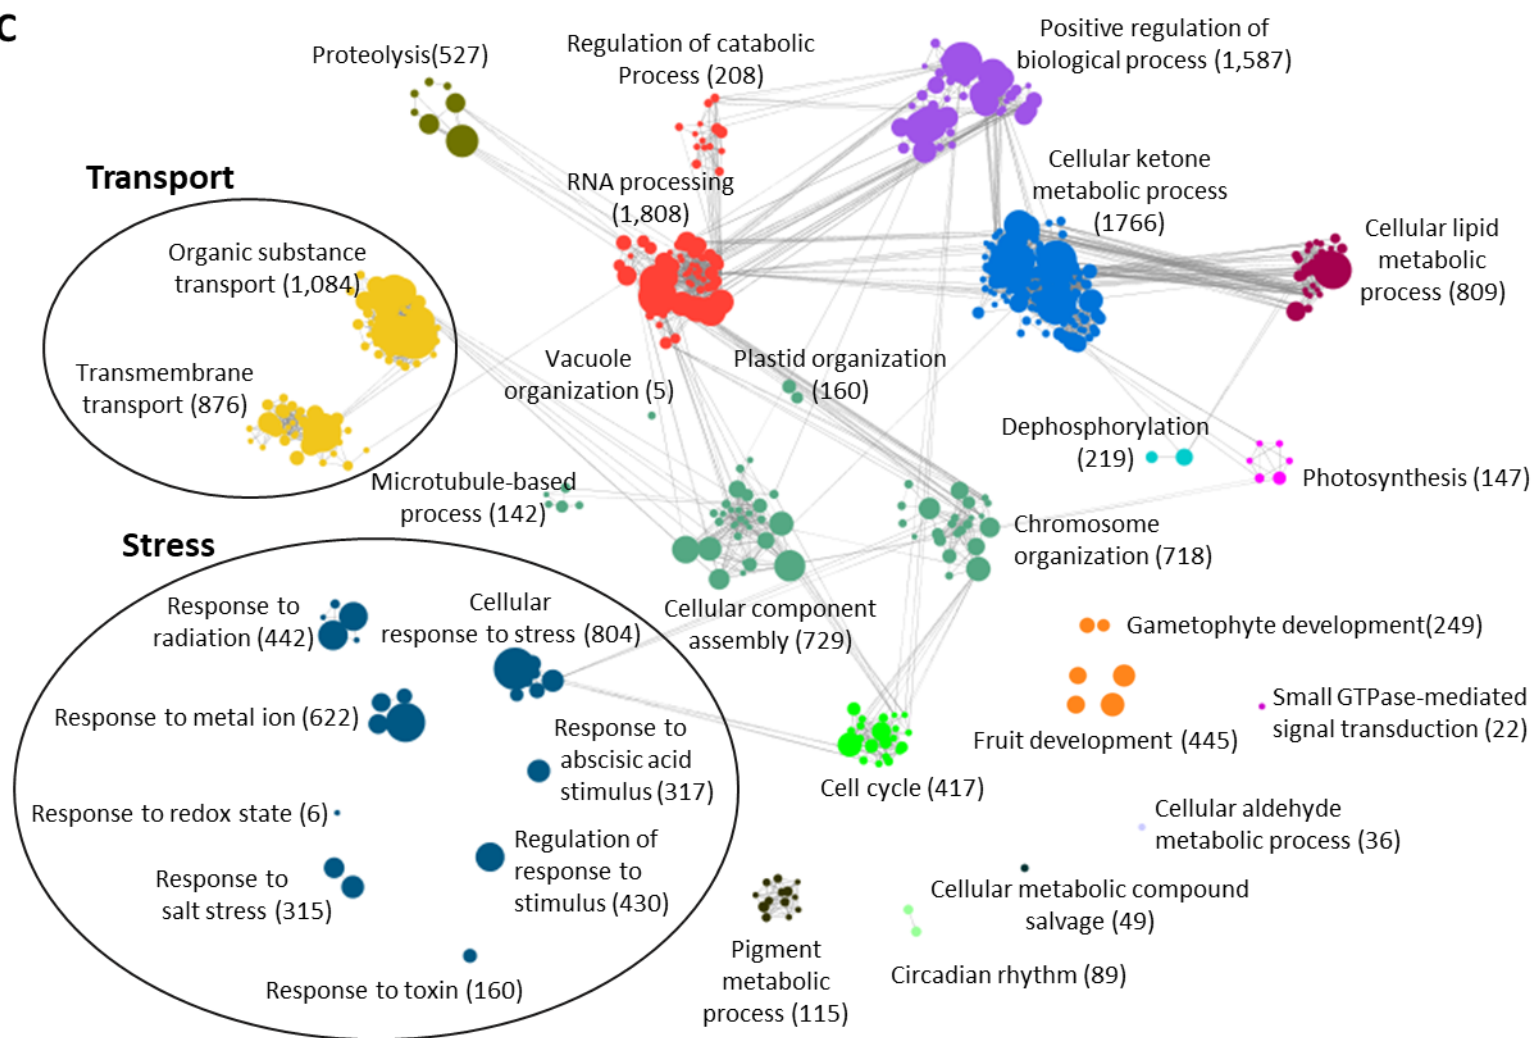 C
Proteolysis(527)
Regulation of catabolic
Process (208)
Positive regulation of
biological process (1,587)
Transport
RNA processing
(1,808)
Cellular ketone
metabolic process
(1766)
Cellular lipid
metabolic
process (809)
Organic substance
transport (1,084)
Transmembrane
transport (876)
Vacuole
organization (5)
Plastid organization
(160)
Dephosphorylation
(219)
Photosynthesis (147)
Microtubule-based
process (142)
Chromosome
organization (718)
Stress
Response to
radiation (442)
Cellular
response to stress (804)
Cellular component
assembly (729)
Gametophyte development(249)
Response to metal ion (622)
Response to
abscisic acid
stimulus (317)
Fruit development (445)
Small GTPase-mediated
signal transduction (22)
Cell cycle (417)
Response to redox state (6)
Cellular aldehyde
metabolic process (36)
Regulation of
response to
stimulus (430)
Response to
salt stress (315)
Cellular metabolic compound
salvage (49)
Pigment
metabolic
process (115)
Circadian rhythm (89)
Response to toxin (160)